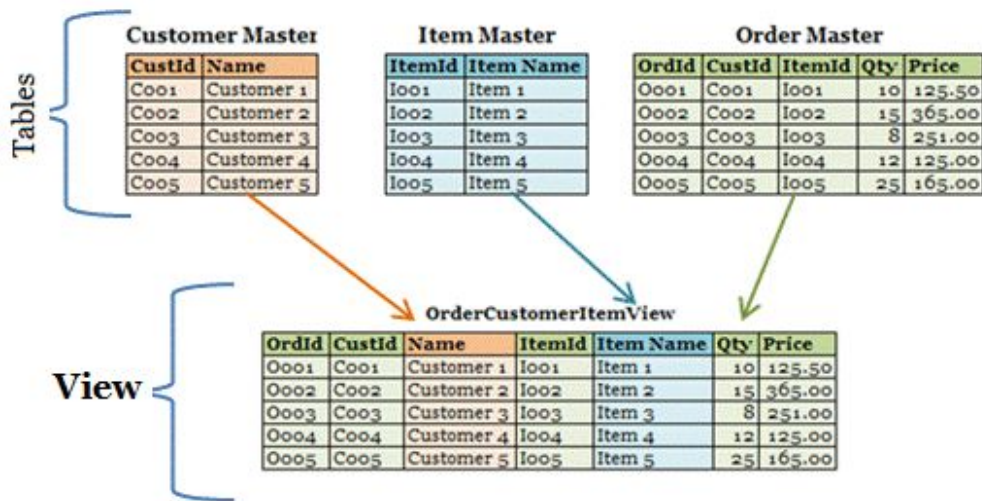 Tables
Customer Master
CustId Name
C001 Customer 1
C002 Customer 2
C003 Customer 3
C004 Customer 4
C005 Customer 5
Item Master
ItemId Item Name
I001 Item 1
I002 Item 2
I003 Item 3
I004 Item 4
I005 Item 5
Order Master
OrdId CustId ItemId Qty Price
O001 C001 I001 10 125.50
O002 C002 I002 15 365.00
O003 C003 I003 8 251.00
O004 C004 I004 12 125.00
O005 C005 I005 25 165.00
View
OrderCustomerItemView
OrdId CustId Name ItemId Item Name Qty Price
O001 C001 Customer 1 I001 Item 1 10 125.50
O002 C002 Customer 2 I002 Item 2 15 365.00
O003 C003 Customer 3 I003 Item 3 8 251.00
O004 C004 Customer 4 I004 Item 4 12 125.00
O005 C005 Customer 5 I005 Item 5 25 165.00